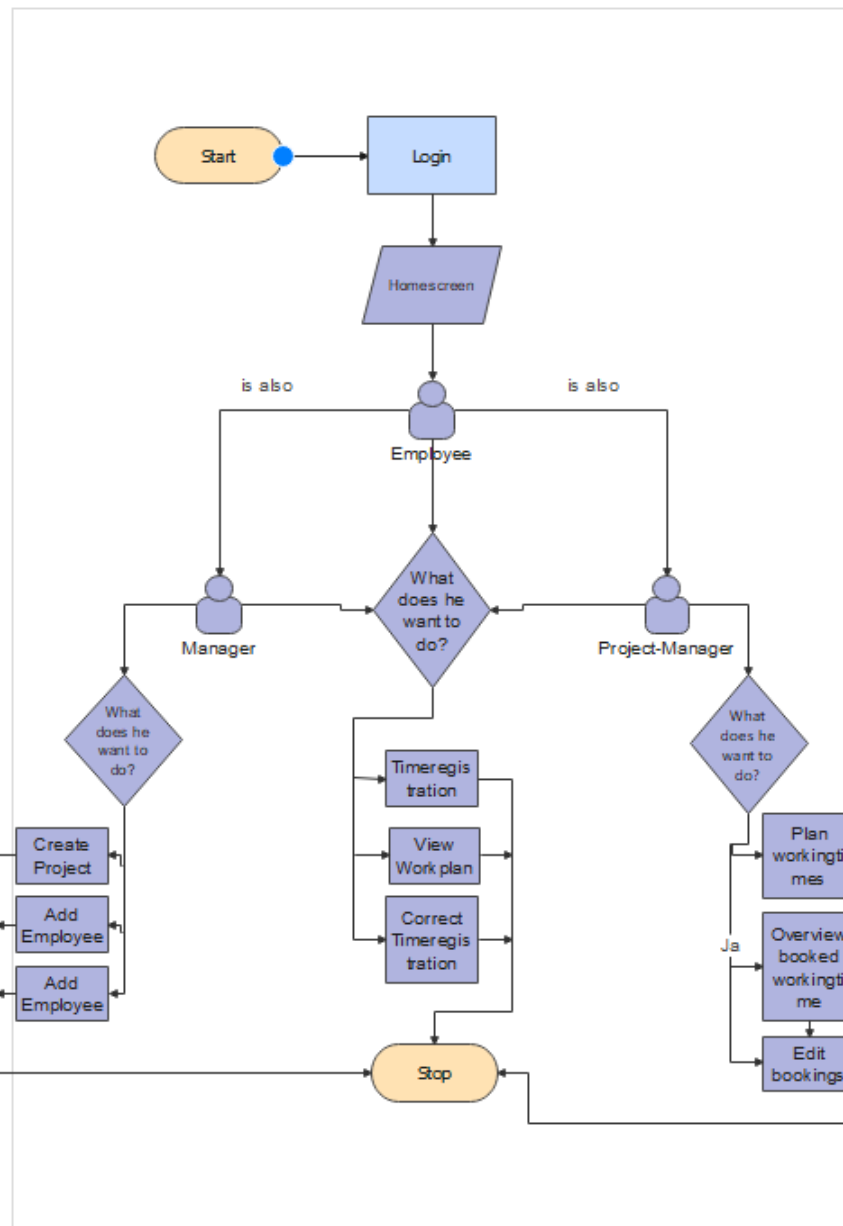 Start
Login
Homescreen
is also
is also
Employee
What
does he
want to
do?
Manager
Project-Manager
What
does he
want to
do?
What
does he
want to
do?
Timeregis
tration
View
Workplan
Correct
Timeregis
tration
Create
Project
Add
Employee
Add
Employee
Plan
workingti
mes
Ja
Overview
booked
workingti
me
Edit
bookings
Stop